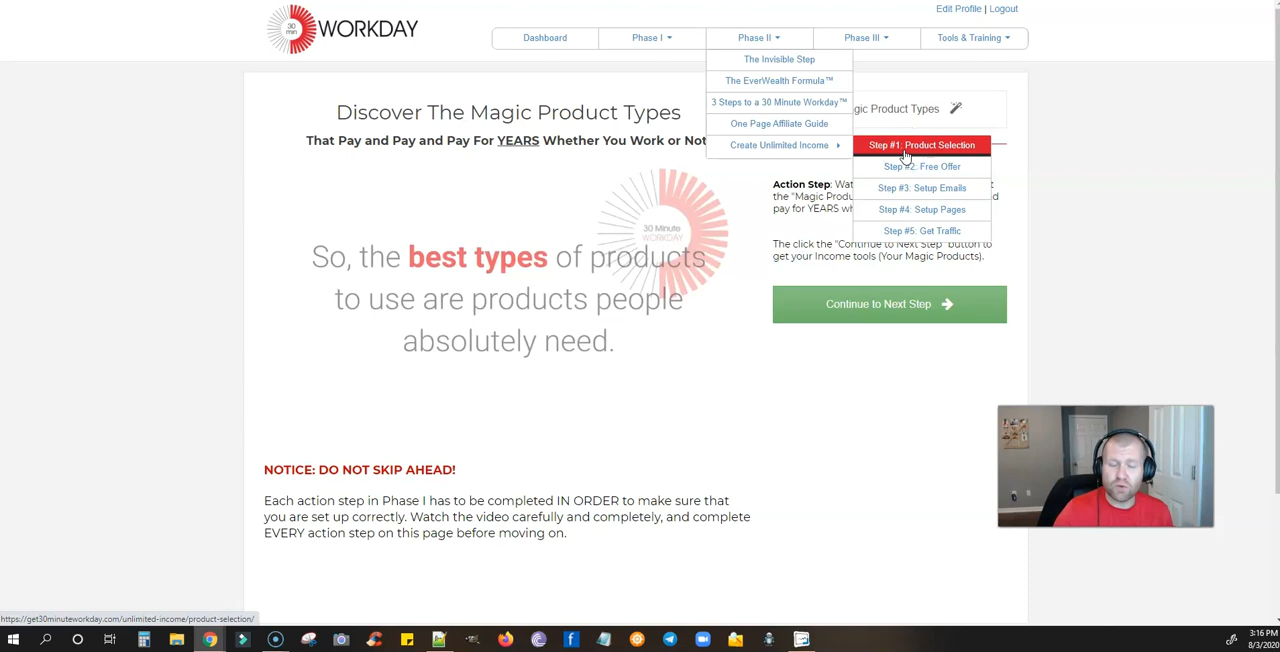 Edit Profile | Logout
30
min
WORKDAY
Dashboard
Phase I
Phase II
Phase III
Tools & Training
The Invisible Step
The EverWealth Formula™
3 Steps to a 30 Minute Workday™
One Page Affiliate Guide
Create Unlimited Income
Step #1: Product Selection
Step #2: Free Offer
Step #3: Setup Emails
Step #4: Setup Pages
Step #5: Get Traffic
Discover The Magic Product Types
That Pay and Pay and Pay For YEARS Whether You Work or Not
gic Product Types
Action Step: Wat
the "Magic Produ
pay for YEARS wh
The click the "Continue to Next Step" button to
get your Income tools (Your Magic Products).
Continue to Next Step
30 Minute
WORKDAY
So, the best types of products
to use are products people
absolutely need.
NOTICE: DO NOT SKIP AHEAD!
Each action step in Phase I has to be completed IN ORDER to make sure that
you are set up correctly. Watch the video carefully and completely, and complete
EVERY action step on this page before moving on.
https://get30minuteworkday.com/unlimited-income/product-selection/
3:16 PM
8/3/2020